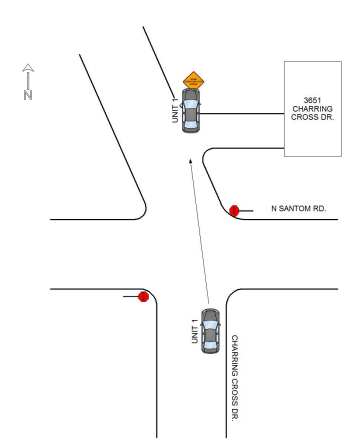 UNIT 1
3651
CHARRING
CROSS DR.
N
N SANTOM RD.
UNIT 1
CHARRING CROSS DR.